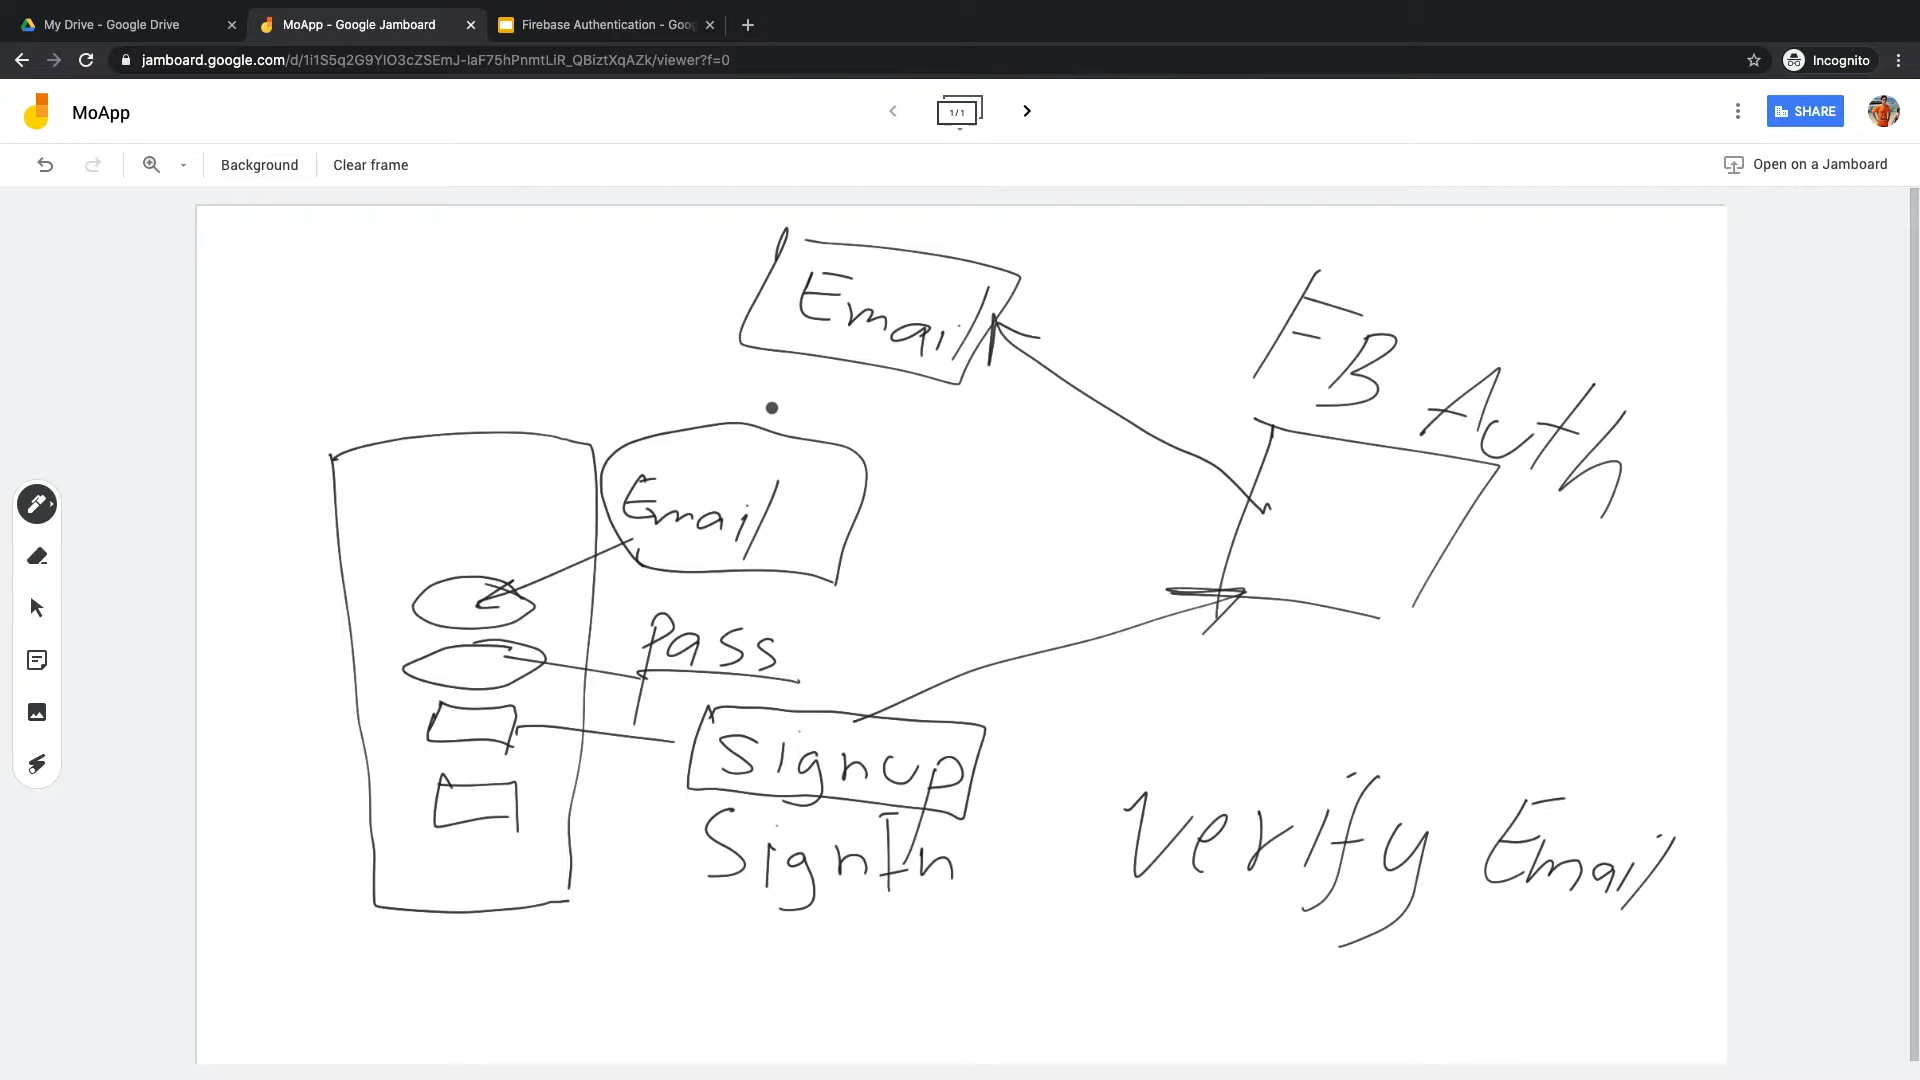 My Drive - Google Drive
MoApp - Google Jamboard
Firebase Authentication - Goo
jamboard.google.com/d/1i1S5q2G9YIO3cZSEmJ-laF75hPnmtLiR_QBiztXqAZk/viewer?f=0
Incognito
MoApp
1/1
SHARE
Background
Clear frame
Open on a Jamboard
Email
FB Auth
Email
Pass
Signup
SignIn
Verify Email